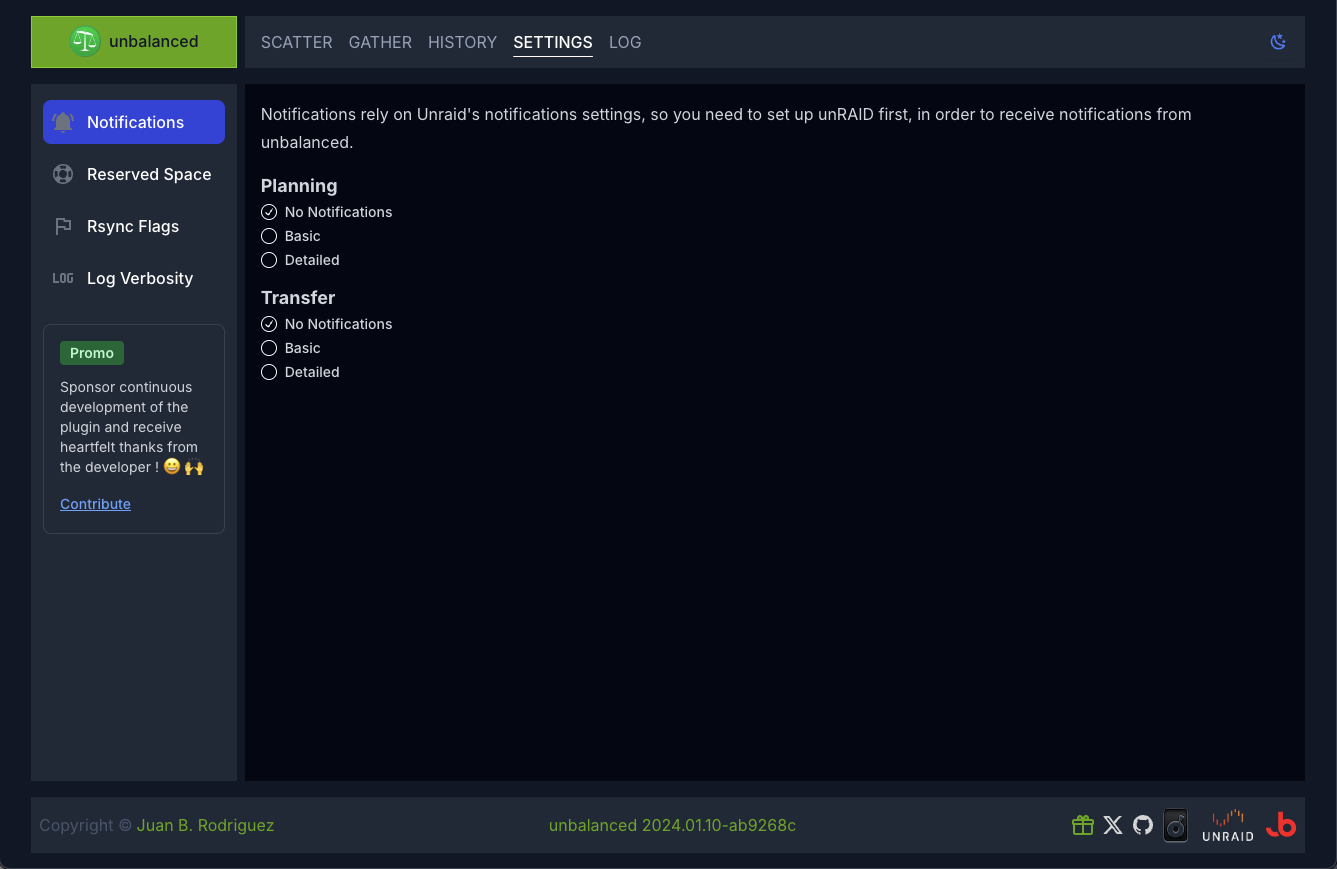 unbalanced
SCATTER GATHER HISTORY SETTINGS LOG
Notifications
Reserved Space
Rsync Flags
LOG Log Verbosity
Promo
Sponsor continuous
development of the
plugin and receive
heartfelt thanks from
the developer ! 😀 🙌
Contribute
Notifications rely on Unraid's notifications settings, so you need to set up unRAID first, in order to receive notifications from
unbalanced.
Planning
No Notifications
Basic
Detailed
Transfer
No Notifications
Basic
Detailed
Copyright © Juan B. Rodriguez
unbalanced 2024.01.10-ab9268c
UNRAID
jb